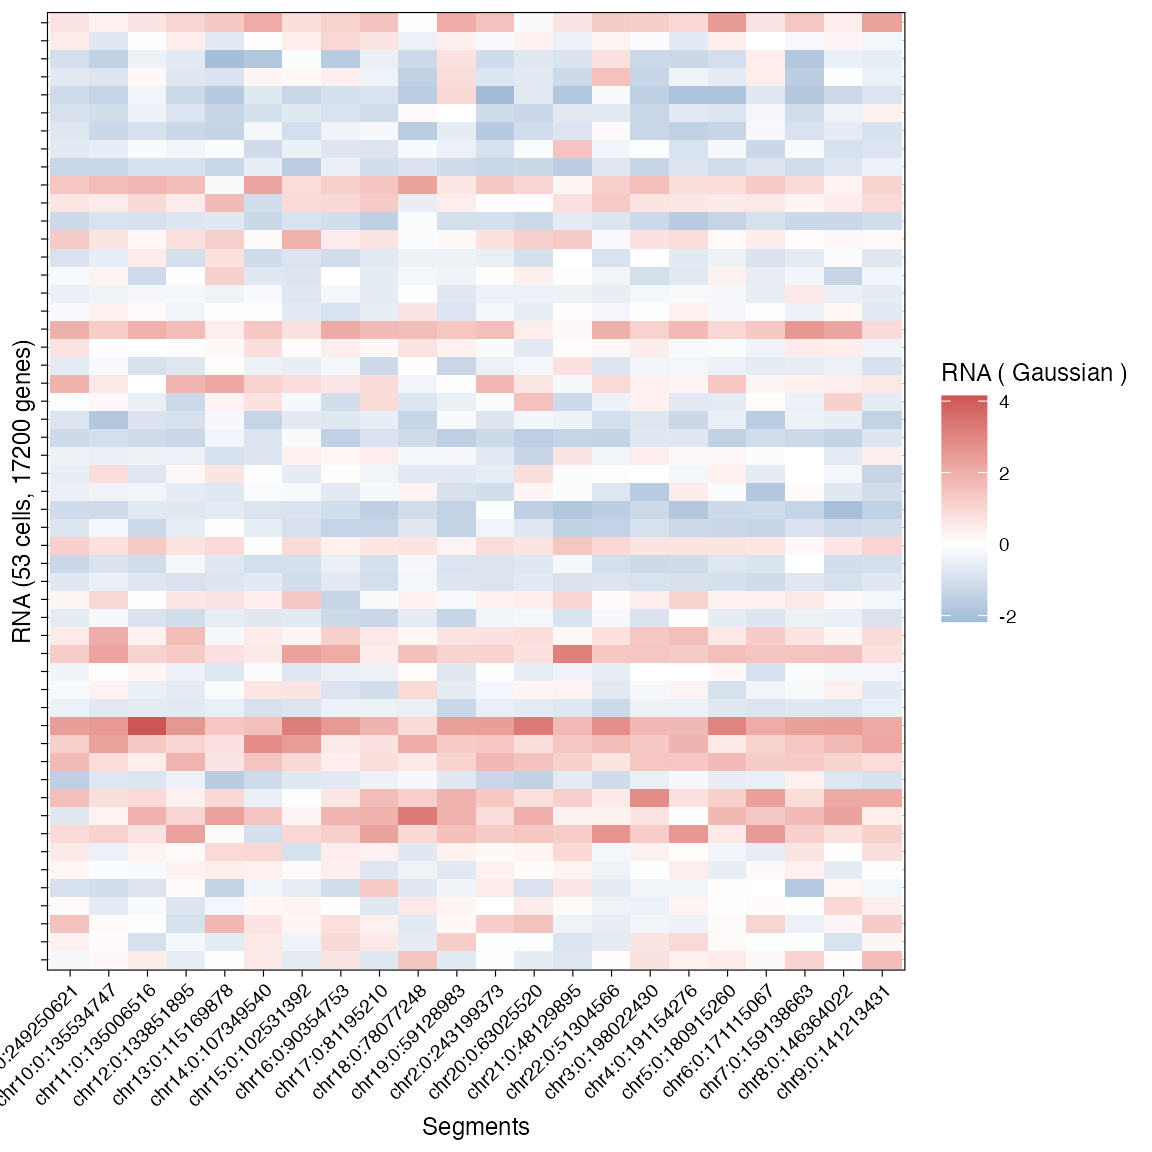 RNA (53 cells, 17200 genes)
RNA ( Gaussian )
4
2
0
-2
0:249250621
chr10:0:135534747
chr11:0:135006516
chr12:0:133851895
chr13:0:115169878
chr14:0:107349540
chr15:0:102531392
chr16:0:90354753
chr17:0:81195210
chr18:0:78077248
chr19:0:59128983
chr2:0:243199373
chr20:0:63025520
chr21:0:48129895
chr22:0:51304566
chr3:0:198022430
chr4:0:191154276
chr5:0:180915260
chr6:0:171115067
chr7:0:159138663
chr8:0:146364022
chr9:0:141213431
Segments